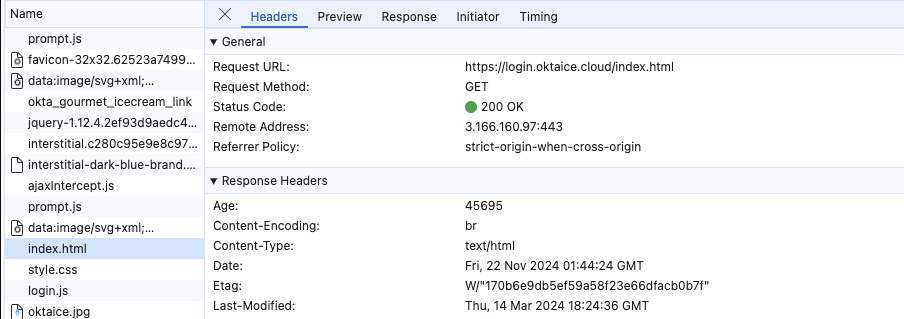 Name
prompt.js
favicon-32x32.62523a7499...
data:image/svg+xml;...
okta_gourmet_icecream_link
jquery-1.12.4.2ef93d9aedc4...
interstitial.c280c95e9e8c97...
interstitial-dark-blue-brand....
ajaxIntercept.js
prompt.js
data:image/svg+xml;...
index.html
style.css
login.js
oktaice.jpg
Headers Preview Response Initiator Timing
General
Request URL: https://login.oktaice.cloud/index.html
Request Method: GET
Status Code: 200 OK
Remote Address: 3.166.160.97:443
Referrer Policy: strict-origin-when-cross-origin
Response Headers
Age: 45695
Content-Encoding: br
Content-Type: text/html
Date: Fri, 22 Nov 2024 01:44:24 GMT
Etag: W/"170b6e9db5ef59a58f23e66dfacb0b7f"
Last-Modified: Thu, 14 Mar 2024 18:24:36 GMT